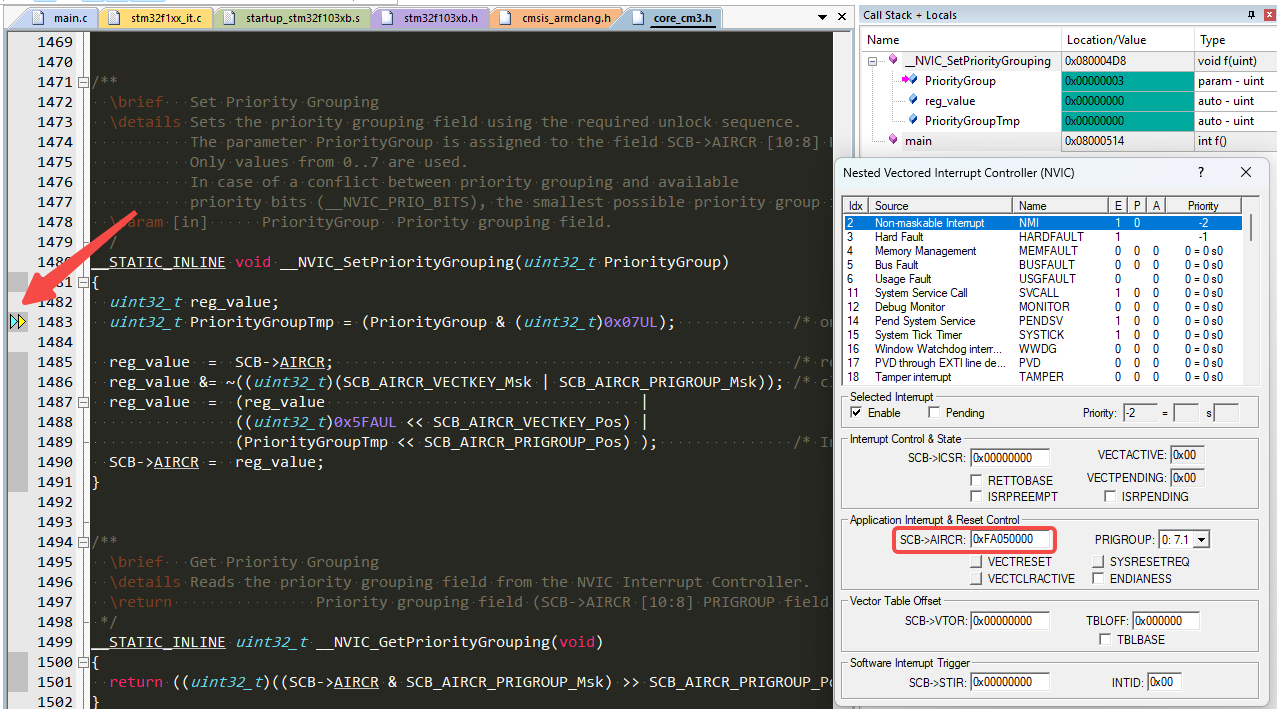 main.c stm32f1xx_it.c startup_stm32f103xb.s stm32f103xb.h cmsis_armclang.h core_cm3.h
1469
1470
1471 /**
1472 \brief Set Priority Grouping
1473 \details Sets the priority grouping field using the required unlock sequence.
1474 The parameter PriorityGroup is assigned to the field SCB->AIRCR [10:8]
1475 Only values from 0..7 are used.
1476 In case of a conflict between priority grouping and available
1477 priority bits (__NVIC_PRIO_BITS), the smallest possible priority group
1478 [in] PriorityGroup Priority grouping field.
1479 /
1480 __STATIC_INLINE void __NVIC_SetPriorityGrouping(uint32_t PriorityGroup)
{
1482 uint32_t reg_value;
1483 uint32_t PriorityGroupTmp = (PriorityGroup & (uint32_t)0x07UL); /* on
1484
1485 reg_value = SCB->AIRCR; /* re
1486 reg_value &= ~((uint32_t)(SCB_AIRCR_VECTKEY_Msk | SCB_AIRCR_PRIGROUP_Msk)); /* cl
1487 reg_value = (reg_value |
1488 ((uint32_t)0x5FAUL << SCB_AIRCR_VECTKEY_Pos) |
1489 (PriorityGroupTmp << SCB_AIRCR_PRIGROUP_Pos) ); /* In
1490 SCB->AIRCR = reg_value;
1491 }
1492
1493
1494 /**
1495 \brief Get Priority Grouping
1496 \details Reads the priority grouping field from the NVIC Interrupt Controller.
1497 \return Priority grouping field (SCB->AIRCR [10:8] PRIGROUP field
1498 */
1499 __STATIC_INLINE uint32_t __NVIC_GetPriorityGrouping(void)
1500 {
1501 return ((uint32_t)((SCB->AIRCR & SCB_AIRCR_PRIGROUP_Msk) >> SCB_AIRCR_PRIGROUP_Po
1502 }
Call Stack + Locals
Name Location/Value Type
__NVIC_SetPriorityGrouping 0x080004D8 void f(uint)
PriorityGroup 0x00000003 param - uint
reg_value 0x00000000 auto - uint
PriorityGroupTmp 0x00000000 auto - uint
main 0x08000514 int f()
Nested Vectored Interrupt Controller (NVIC) ?
Idx Source Name E P A Priority
2 Non-maskable Interrupt NMI 1 0 -2
3 Hard Fault HARDFAULT 1 -1
4 Memory Management MEMFAULT 0 0 0 0 = 0 s0
5 Bus Fault BUSFAULT 0 0 0 0 = 0 s0
6 Usage Fault USGFAULT 0 0 0 0 = 0 s0
11 System Service Call SVCALL 1 0 0 0 = 0 s0
12 Debug Monitor MONITOR 0 0 0 0 = 0 s0
14 Pend System Service PENDSV 1 0 0 0 = 0 s0
15 System Tick Timer SYSTICK 1 0 0 0 = 0 s0
16 Window Watchdog interr... WWDG 0 0 0 0 = 0 s0
17 PVD through EXTI line de... PVD 0 0 0 0 = 0 s0
18 Tamper interrupt TAMPER 0 0 0 0 = 0 s0
Selected Interrupt
Enable Pending Priority: -2 = s
Interrupt Control & State
SCB->ICSR: 0x00000000 VECTACTIVE: 0x00
RETTOBASE VECTPENDING: 0x00
ISRPREEMPT ISRPENDING
Application Interrupt & Reset Control
SCB->AIRCR: 0xFA050000 PRIGROUP: 0: 7.1
VECTRESET SYSRESETREQ
VECTCLRACTIVE ENDIANESS
Vector Table Offset
SCB->VTOR: 0x00000000 TBLOFF: 0x000000
TBLBASE
Software Interrupt Trigger
SCB->STIR: 0x00000000 INTID: 0x00